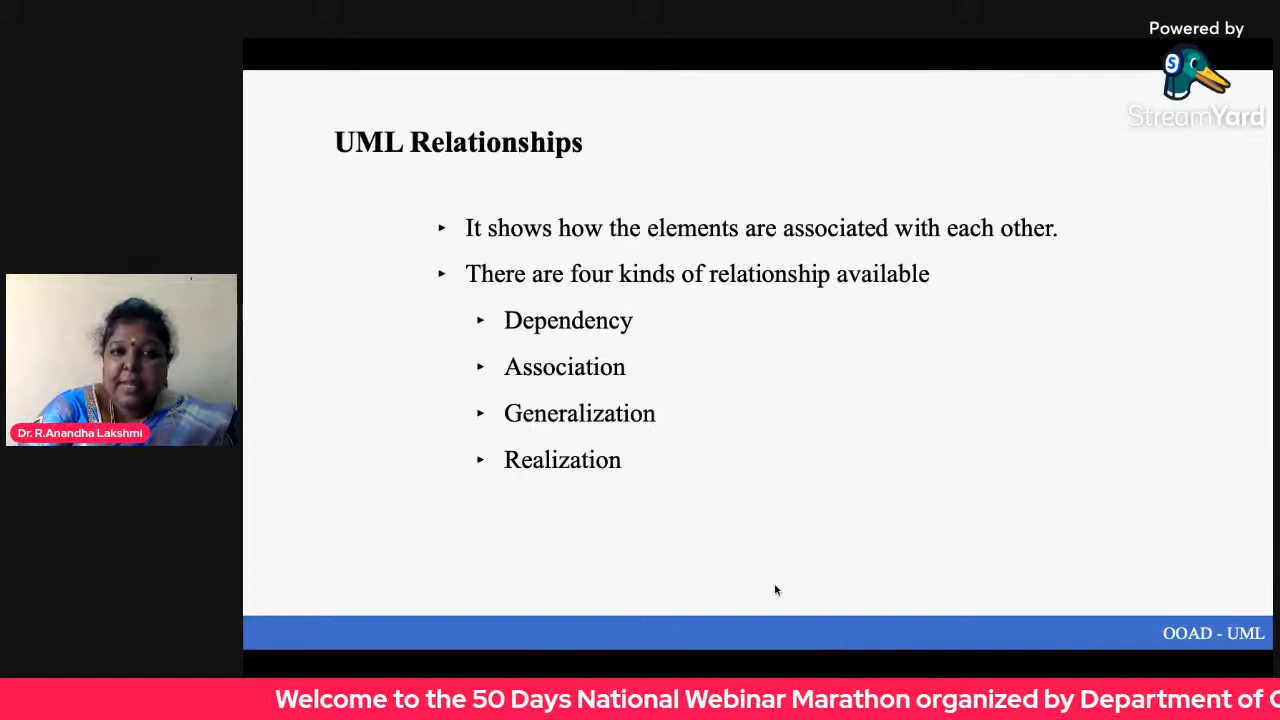 Powered by
S
StreamYard
UML Relationships
‣ It shows how the elements are associated with each other.
‣ There are four kinds of relationship available
‣ Dependency
‣ Association
‣ Generalization
‣ Realization
Dr. R.Anandha Lakshmi
OOAD - UML
Welcome to the 50 Days National Webinar Marathon organized by Department of